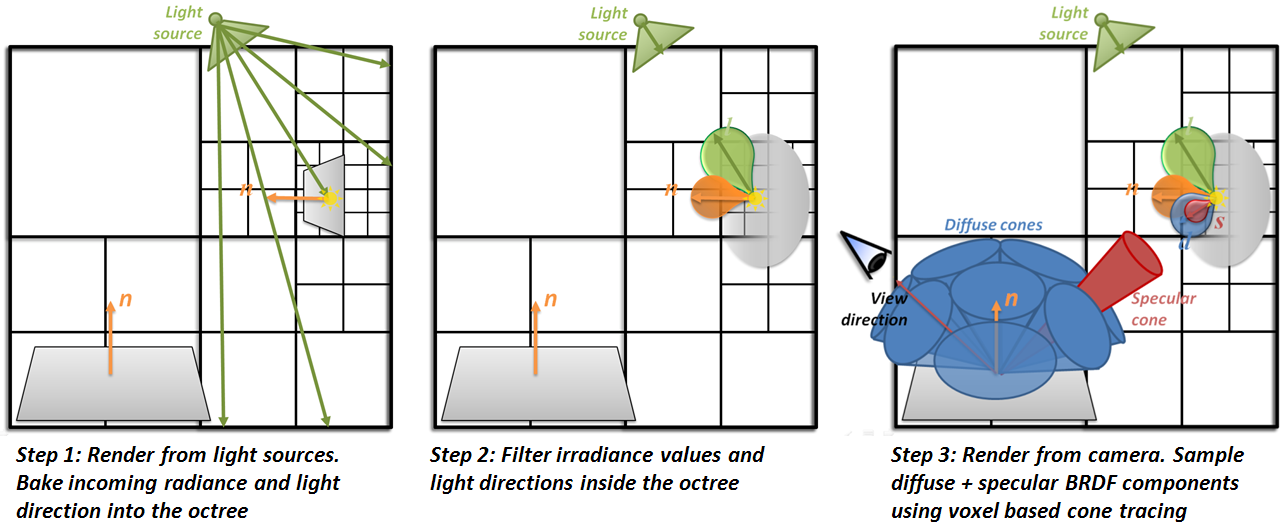 Light
source
n
n
Step 1: Render from light sources.
Bake incoming radiance and light
direction into the octree
Light
source
l
n
n
Step 2: Filter irradiance values and
light directions inside the octree
Light
source
l
n
s
d
Diffuse cones
View
direction
n
Specular
cone
Step 3: Render from camera. Sample
diffuse + specular BRDF components
using voxel based cone tracing